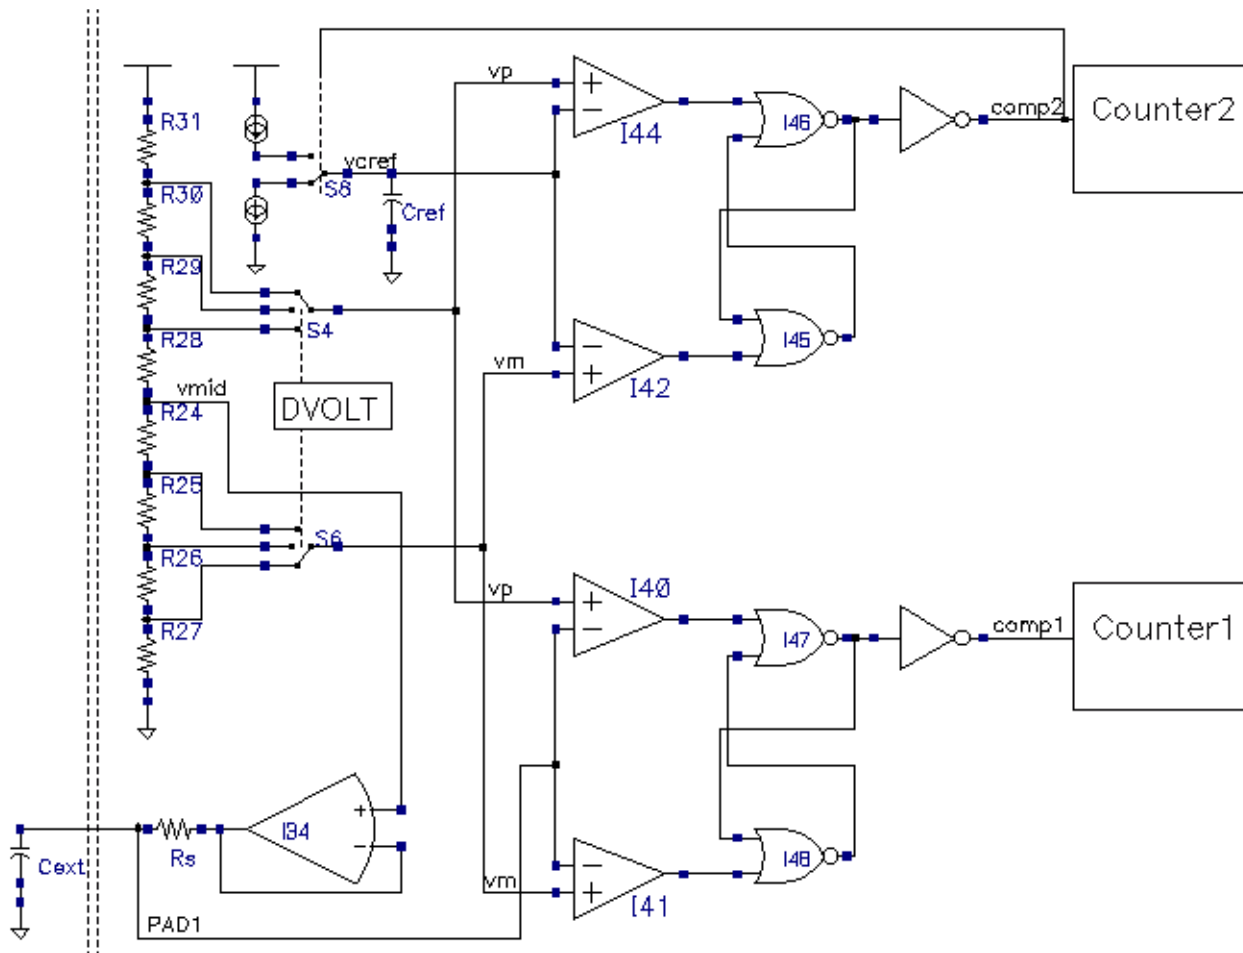 vp
+
−
I44
I46
comp2
Counter2
R31
R30
vcref
S8
Cref
R29
S4
R28
vmid
R24
DVOLT
vm
−
+
I42
I45
R25
S6
R26
R27
vp
+
−
I40
I47
comp1
Counter1
I34
+
−
Rs
Cext
PAD1
vm
−
+
I41
I48